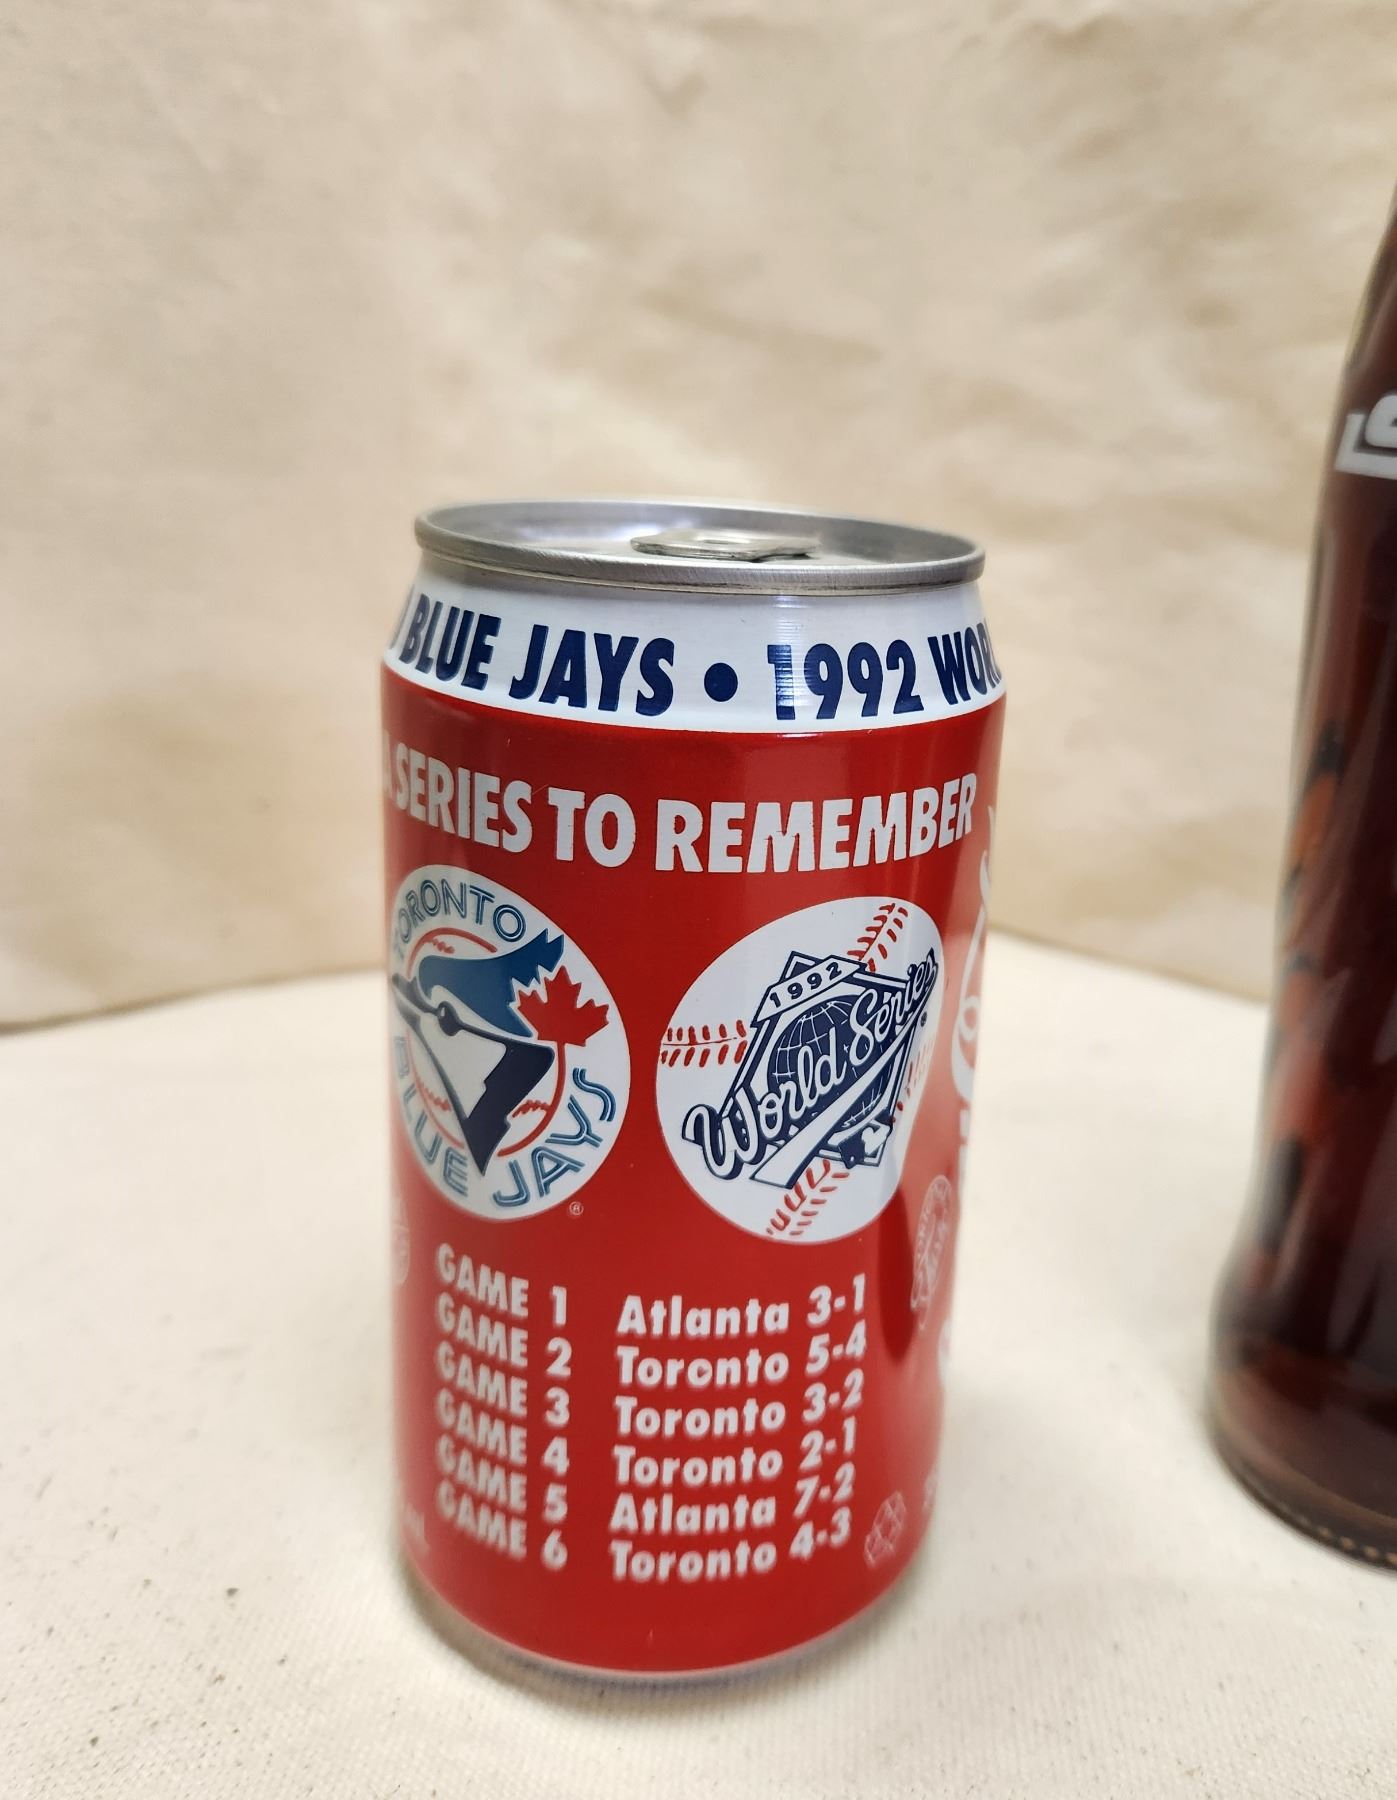 BLUE JAYS • 1992
A SERIES TO REMEMBER
TORONTO
BLUE JAYS
®
1992
World Series
®
GAME 1 Atlanta 3-1
GAME 2 Toronto 5-4
GAME 3 Toronto 3-2
GAME 4 Toronto 2-1
GAME 5 Atlanta 7-2
GAME 6 Toronto 4-3